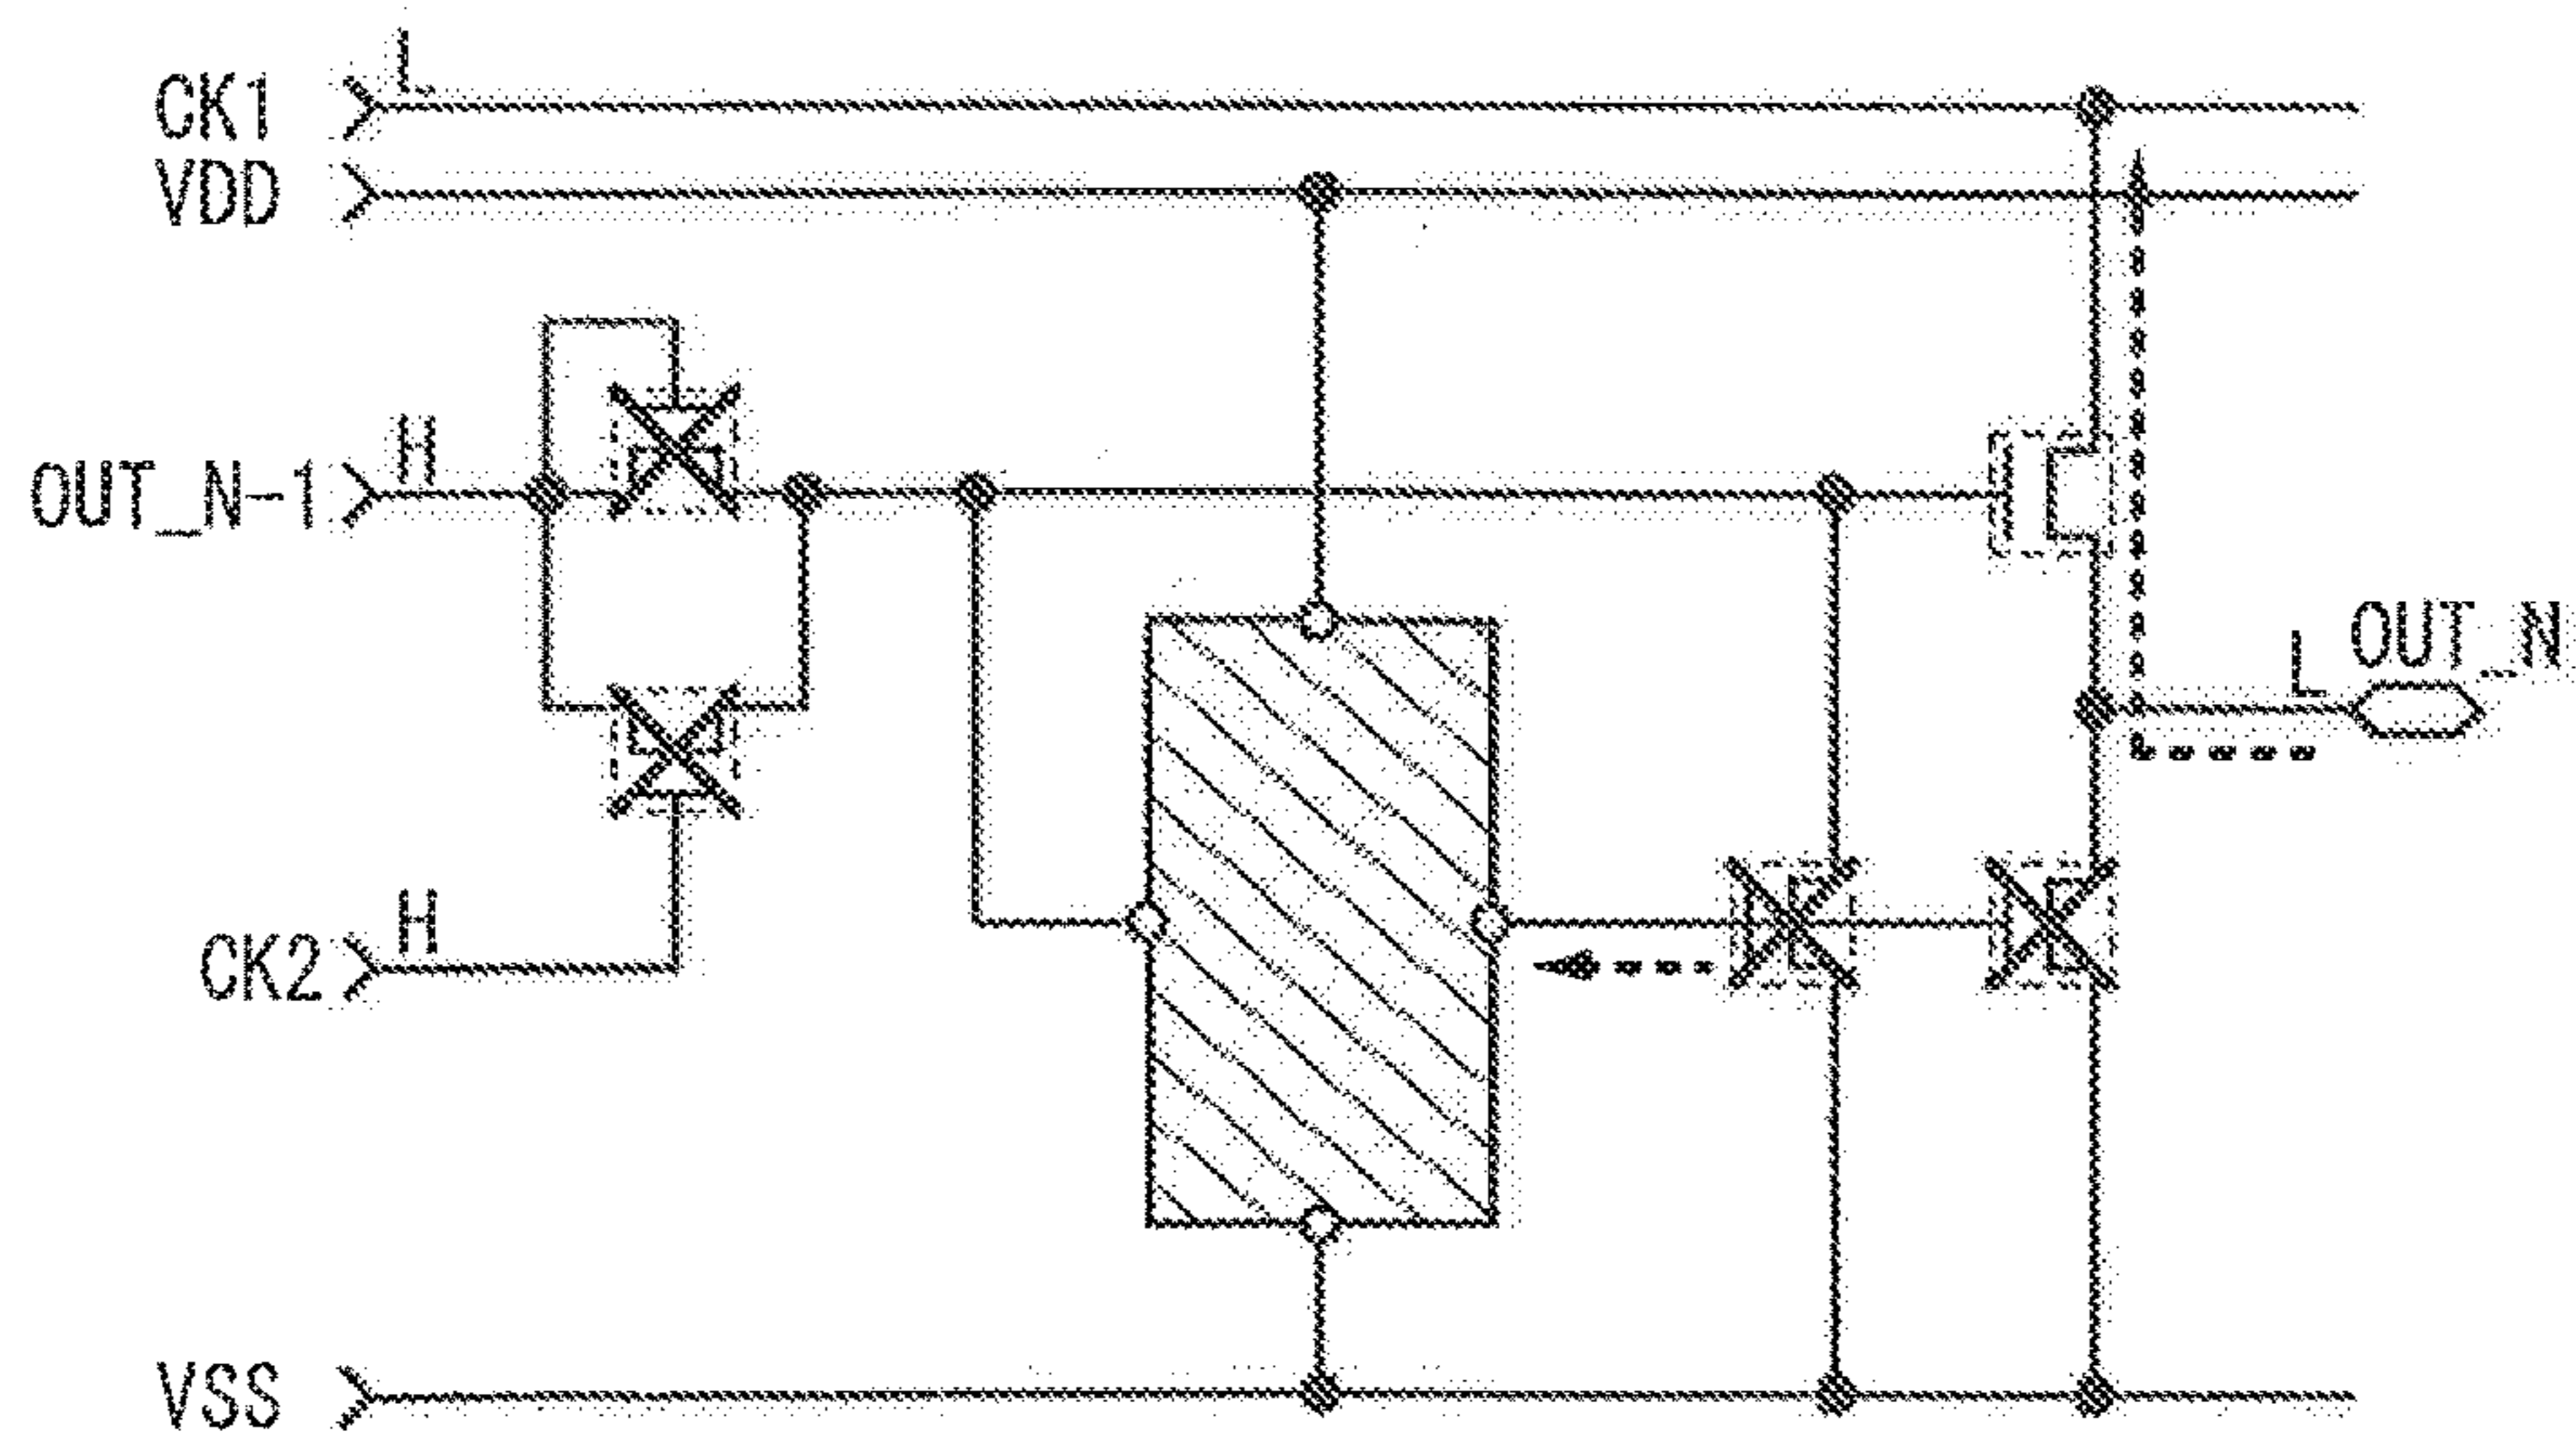 CK1
L
VDD
OUT_N-1
H
L
OUT_N
CK2
H
VSS